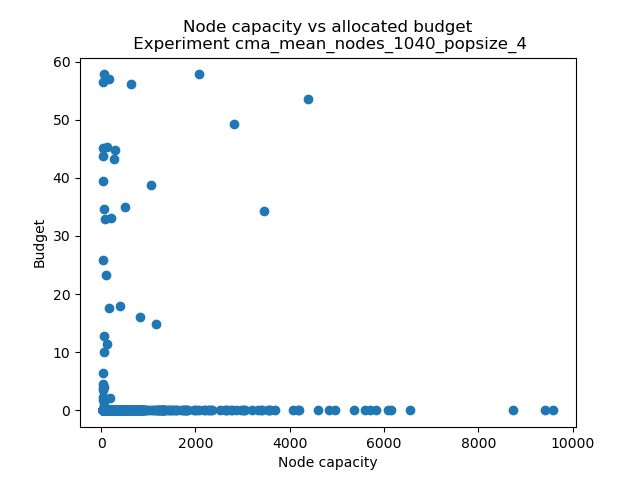 Node capacity vs allocated budget
Experiment cma_mean_nodes_1040_popsize_4
60
50
40
30
20
10
0
Budget
0 2000 4000 6000 8000 10000
Node capacity